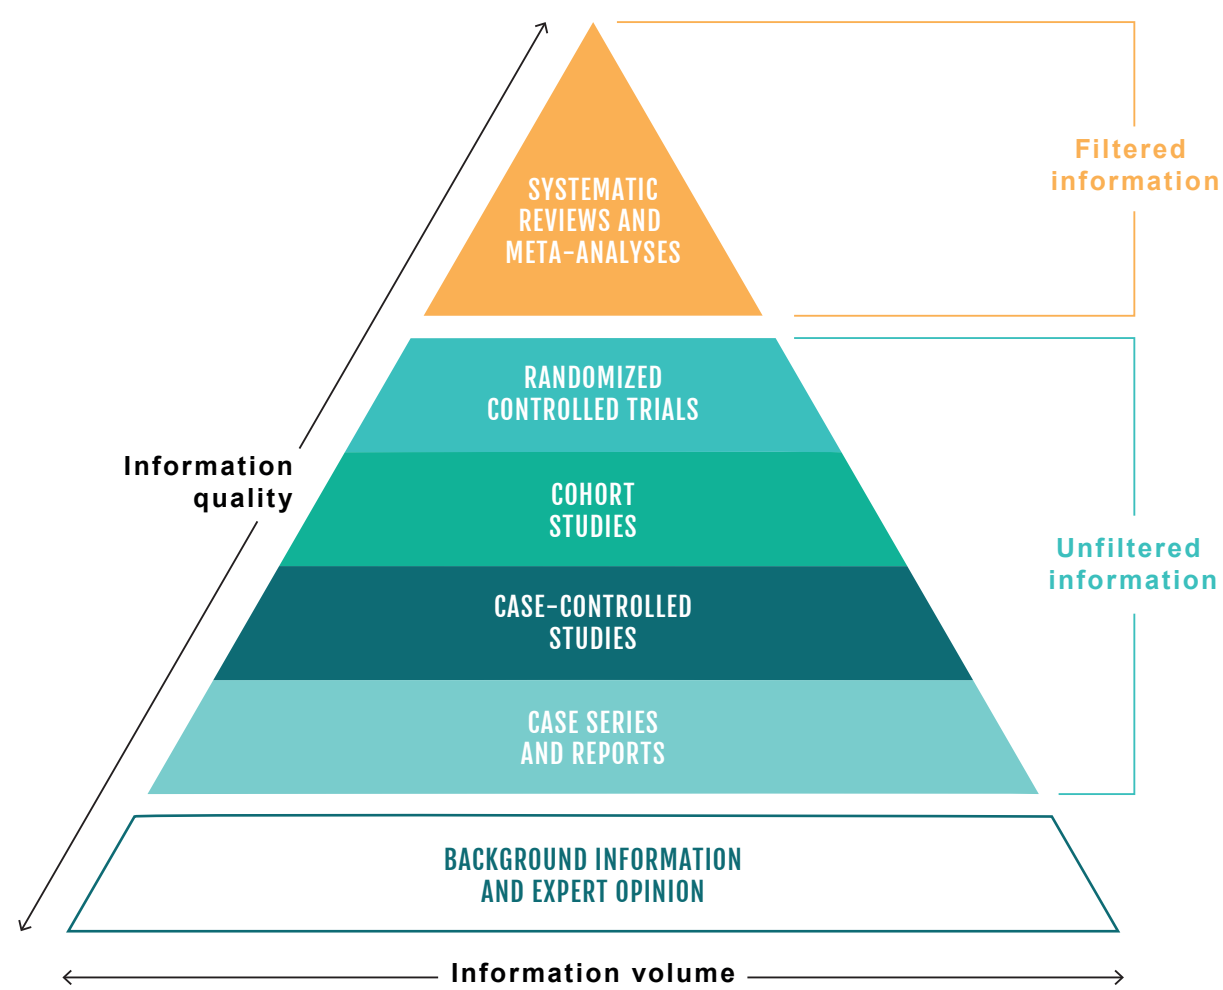 SYSTEMATIC
REVIEWS AND
META-ANALYSES
Filtered
information
RANDOMIZED
CONTROLLED TRIALS
COHORT
STUDIES
CASE-CONTROLLED
STUDIES
CASE SERIES
AND REPORTS
Information
quality
Unfiltered
information
BACKGROUND INFORMATION
AND EXPERT OPINION
Information volume